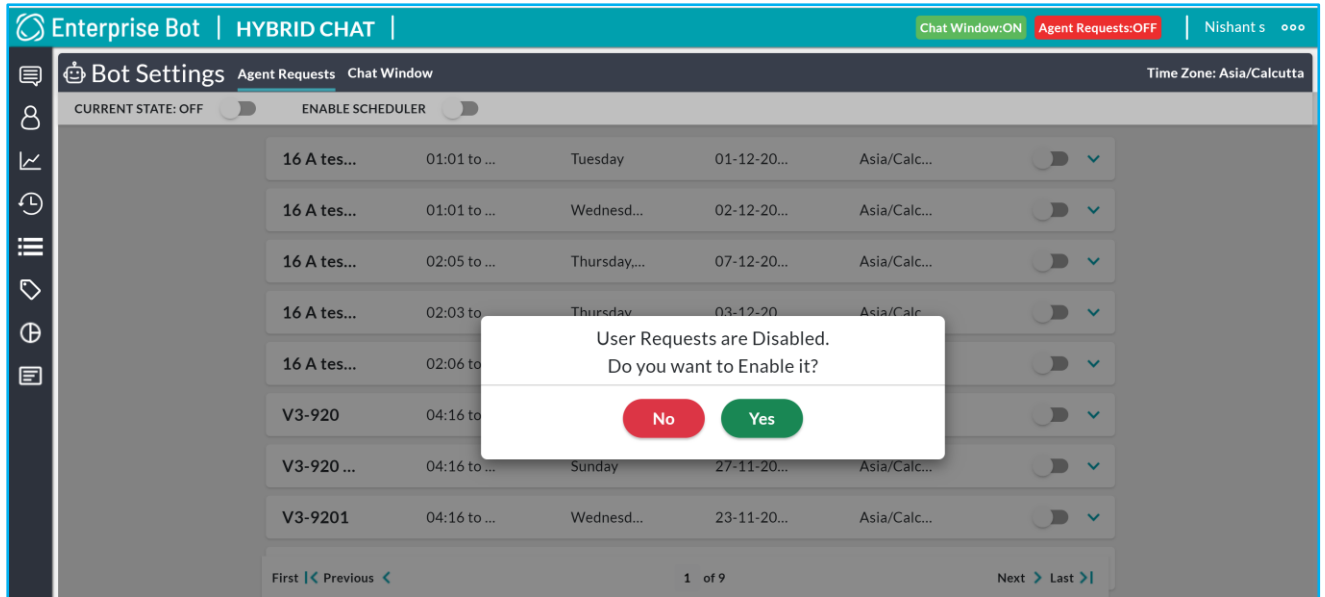 Enterprise Bot | HYBRID CHAT | Chat Window:ON Agent Requests:OFF | Nishant s
Bot Settings Agent Requests Chat Window Time Zone: Asia/Calcutta
CURRENT STATE: OFF ENABLE SCHEDULER
16 A tes... 01:01 to ... Tuesday 01-12-20... Asia/Calc...
16 A tes... 01:01 to ... Wednesd... 02-12-20... Asia/Calc...
16 A tes... 02:05 to ... Thursday,... 07-12-20... Asia/Calc...
16 A tes... 02:03 to Thursday 03-12-20 Asia/Calc
16 A tes... 02:06 to
User Requests are Disabled.
Do you want to Enable it?
V3-920 04:16 to
No Yes
V3-920 ... 04:16 to ... Sunday 27-11-20... Asia/Calc...
V3-9201 04:16 to ... Wednesd... 23-11-20... Asia/Calc...
First Previous 1 of 9 Next Last